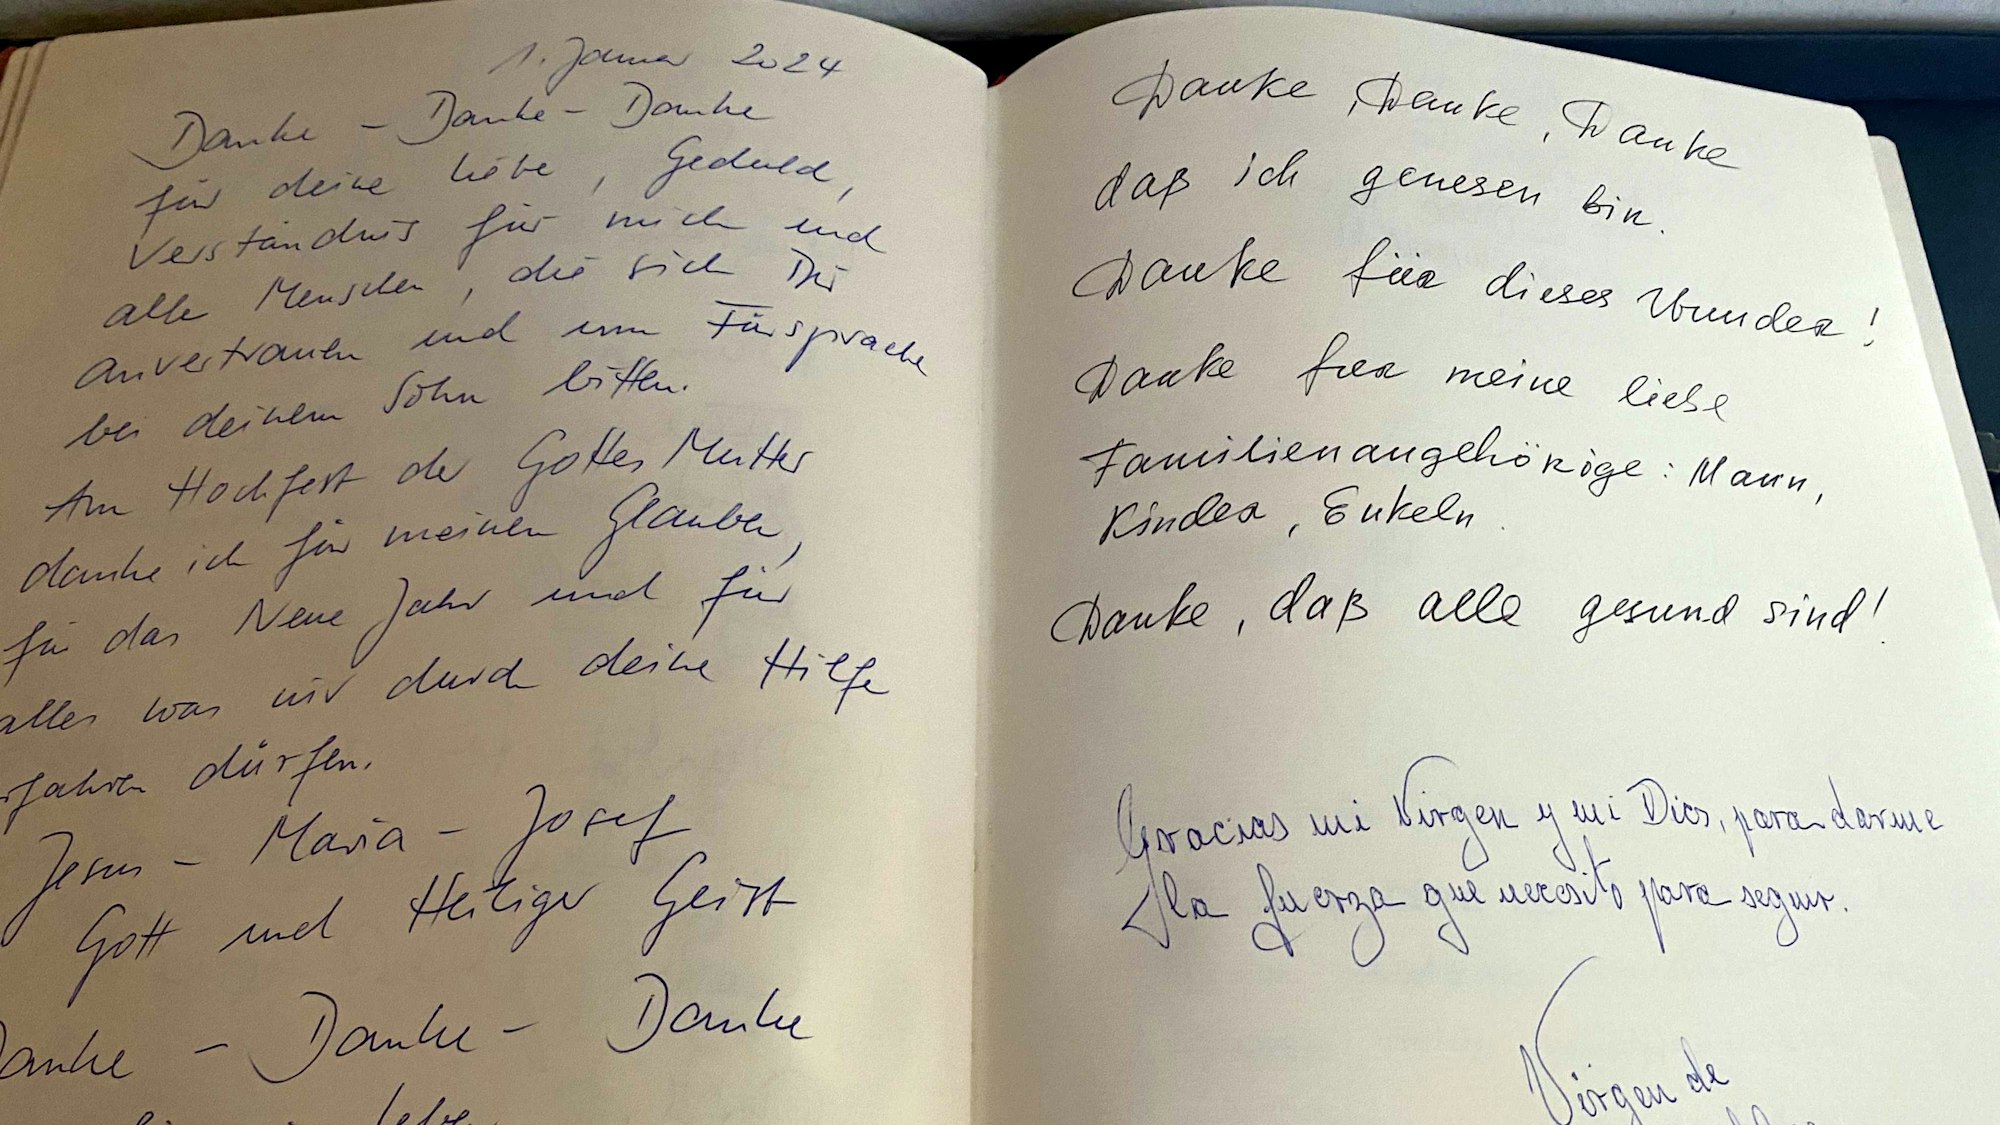 1. Januar 2024
Danke – Danke – Danke
für deine Liebe, Geduld,
Verständnis für mich und
alle Menschen, die sich Dir
anvertrauen und um Fürsprache
bei deinem Sohn bitten.
Am Hochfest der Gottes Mutter
danke ich für meinen Glauben,
für das Neue Jahr und für
alles was wir durch deine Hilfe
erfahren dürfen.
Jesus – Maria – Josef
Gott und Heiliger Geist
Danke – Danke – Danke
Danke, Danke, Danke
daß ich genesen bin.
Danke für dieses Wunder!
Danke fuer meine liebe
Familienangehörige: Mann,
Kinder, Enkeln.
Danke, daß alle gesund sind!
Gracias mi Virgen y mi Dios, para darme
la fuerza que necesito para seguir.
Virgen de